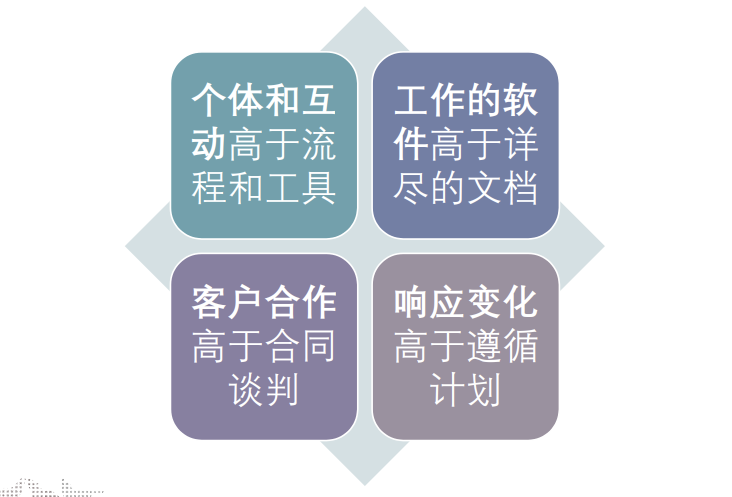 个体和互
动高于流
程和工具
工作的软
件高于详
尽的文档
客户合作
高于合同
谈判
响应变化
高于遵循
计划